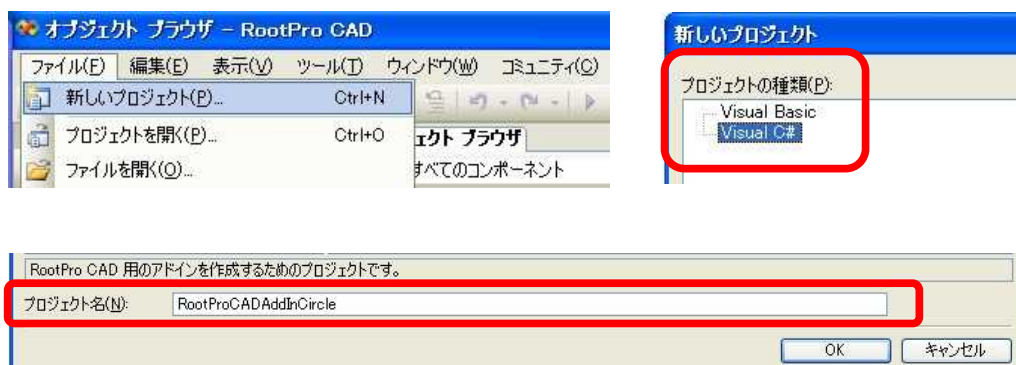 オブジェクト ブラウザ - RootPro CAD
ファイル(F) 編集(E) 表示(V) ツール(T) ウィンドウ(W) コミュニティ(C)
新しいプロジェクト(P)... Ctrl+N
プロジェクトを開く(P)... Ctrl+O
ェクト ブラウザ
ファイルを開く(O)...
すべてのコンポーネント
新しいプロジェクト
プロジェクトの種類(P):
Visual Basic
Visual C#
RootPro CAD 用のアドインを作成するためのプロジェクトです。
プロジェクト名(N): RootProCADAddInCircle
OK キャンセル